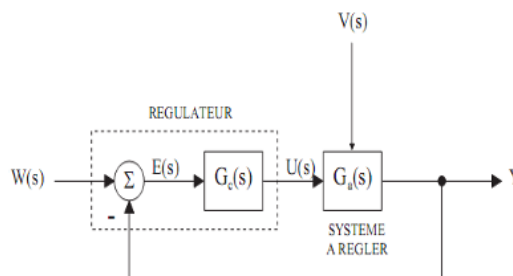 V(s)
REGULATEUR
W(s)
Σ
E(s)
G_c(s)
U(s)
G_a(s)
Y
-
SYSTEME
A REGLER